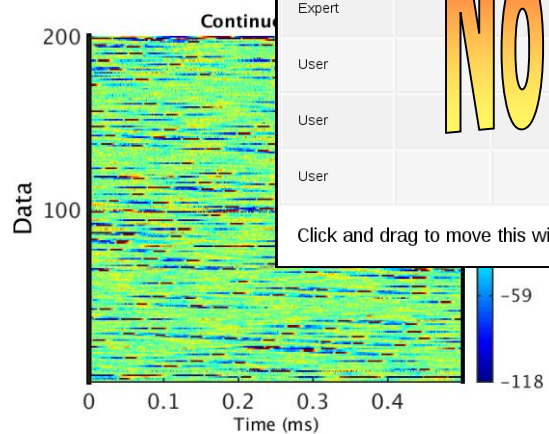 Continue
200
100
Data
0 0.1 0.2 0.3 0.4
Time (ms)
Expert
User
User
User
NO
Click and drag to move this wi
-59
-118